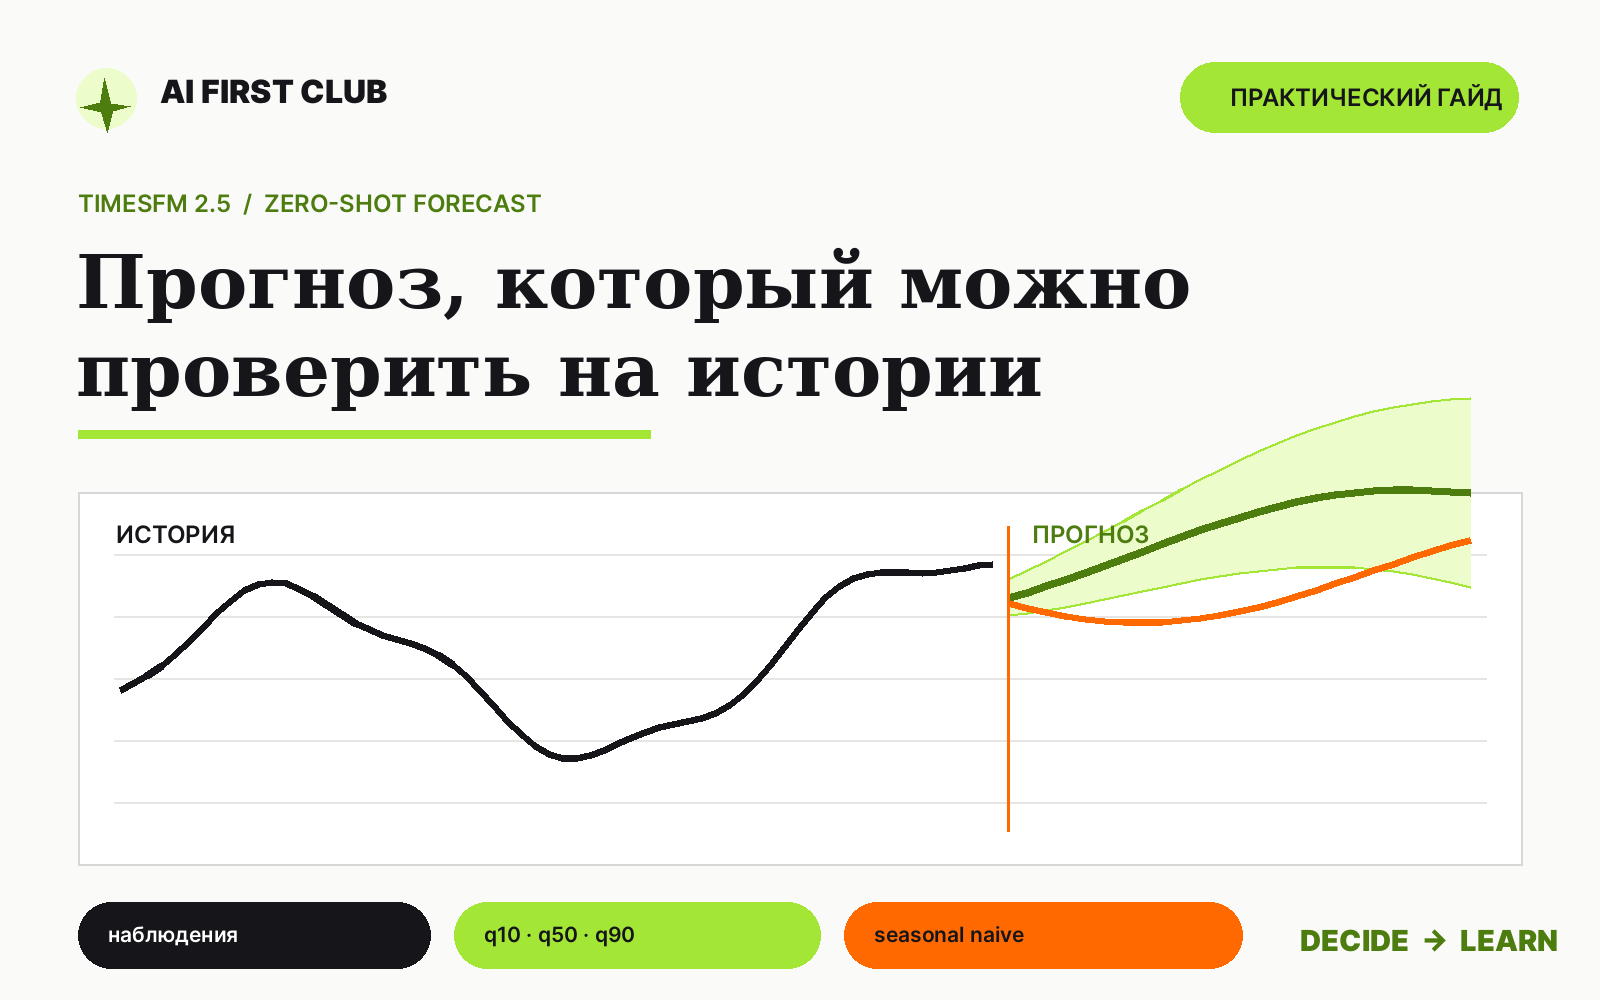 AI FIRST CLUB
ПРАКТИЧЕСКИЙ ГАЙД
TIMESFM 2.5 / ZERO-SHOT FORECAST
Прогноз, который можно
проверить на истории
ИСТОРИЯ
ПРОГНОЗ
наблюдения
q10 · q50 · q90
seasonal naive
DECIDE → LEARN